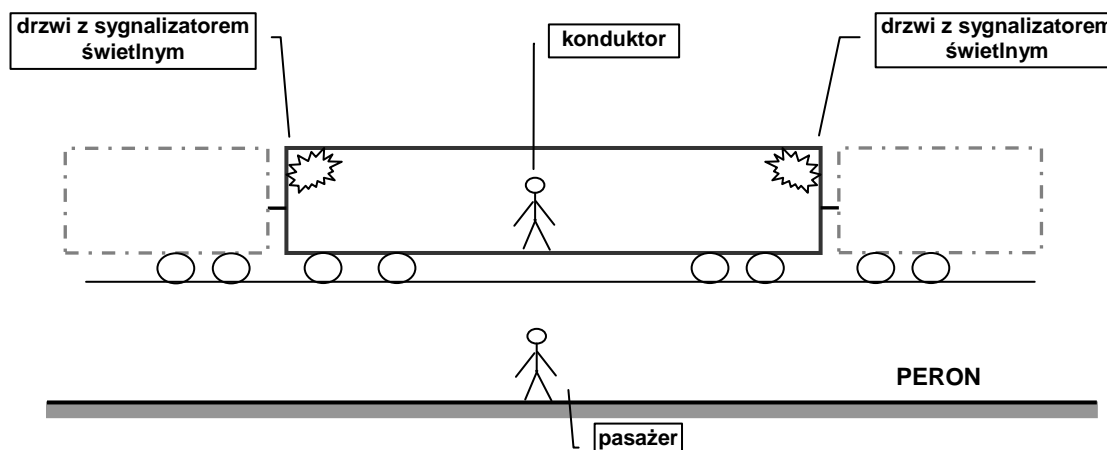 drzwi z sygnalizatorem
świetlnym
konduktor
drzwi z sygnalizatorem
świetlnym
PERON
pasażer